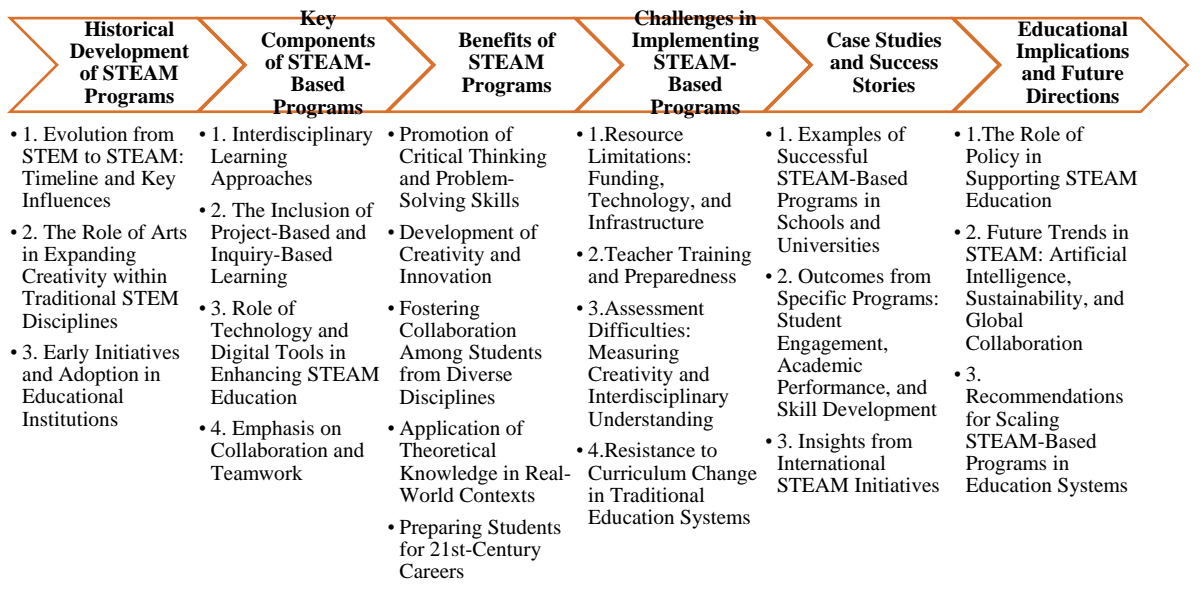 Historical
Development
of STEAM
Programs
Key
Components
of STEAM-
Based
Programs
Benefits of
STEAM
Programs
Challenges in
Implementing
STEAM-
Based
Programs
Case Studies
and Success
Stories
Educational
Implications
and Future
Directions
• 1. Evolution from
STEM to STEAM:
Timeline and Key
Influences
• 2. The Role of Arts
in Expanding
Creativity within
Traditional STEM
Disciplines
• 3. Early Initiatives
and Adoption in
Educational
Institutions
• 1. Interdisciplinary
Learning
Approaches
• 2. The Inclusion of
Project-Based and
Inquiry-Based
Learning
• 3. Role of
Technology and
Digital Tools in
Enhancing STEAM
Education
• 4. Emphasis on
Collaboration and
Teamwork
• Promotion of
Critical Thinking
and Problem-
Solving Skills
• Development of
Creativity and
Innovation
• Fostering
Collaboration
Among Students
from Diverse
Disciplines
• Application of
Theoretical
Knowledge in Real-
World Contexts
• Preparing Students
for 21st-Century
Careers
• 1.Resource
Limitations:
Funding,
Technology, and
Infrastructure
• 2.Teacher Training
and Preparedness
• 3.Assessment
Difficulties:
Measuring
Creativity and
Interdisciplinary
Understanding
• 4.Resistance to
Curriculum Change
in Traditional
Education Systems
• 1. Examples of
Successful
STEAM-Based
Programs in
Schools and
Universities
• 2. Outcomes from
Specific Programs:
Student
Engagement,
Academic
Performance, and
Skill Development
• 3. Insights from
International
STEAM Initiatives
• 1.The Role of
Policy in
Supporting STEAM
Education
• 2. Future Trends in
STEAM: Artificial
Intelligence,
Sustainability, and
Global
Collaboration
• 3.
Recommendations
for Scaling
STEAM-Based
Programs in
Education Systems